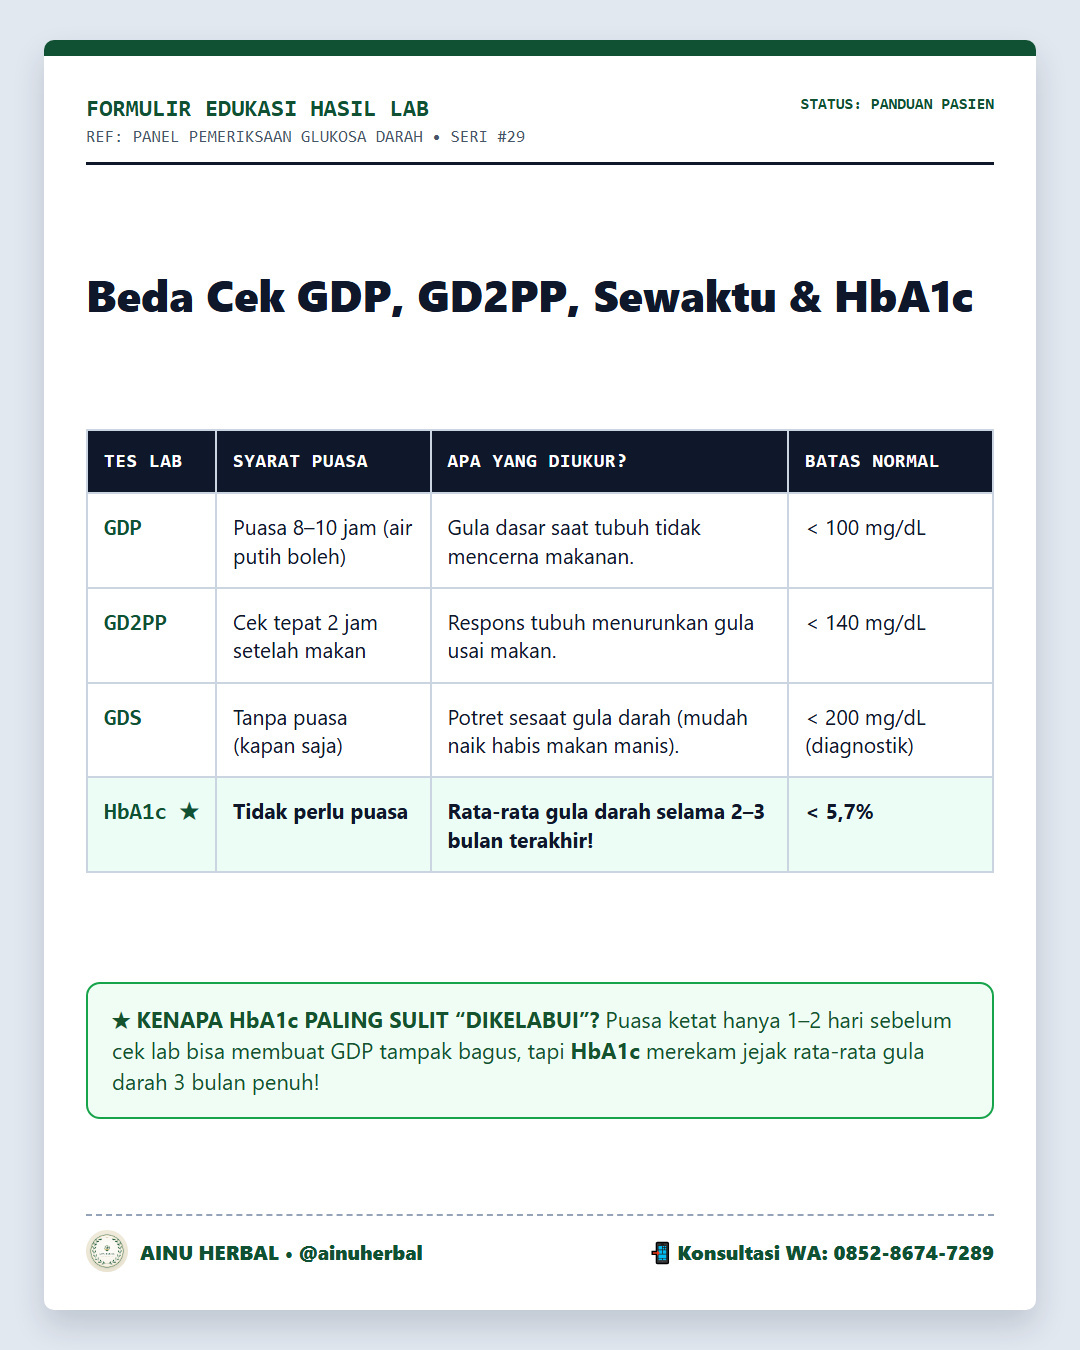 FORMULIR EDUKASI HASIL LAB
STATUS: PANDUAN PASIEN
REF: PANEL PEMERIKSAAN GLUKOSA DARAH • SERI #29
Beda Cek GDP, GD2PP, Sewaktu & HbA1c
TES LAB SYARAT PUASA APA YANG DIUKUR? BATAS NORMAL
GDP Puasa 8–10 jam (air Gula dasar saat tubuh tidak < 100 mg/dL
putih boleh) mencerna makanan.
GD2PP Cek tepat 2 jam Respons tubuh menurunkan gula < 140 mg/dL
setelah makan usai makan.
GDS Tanpa puasa Potret sesaat gula darah (mudah < 200 mg/dL
(kapan saja) naik habis makan manis). (diagnostik)
HbA1c ★ Tidak perlu puasa Rata-rata gula darah selama 2–3 < 5,7%
bulan terakhir!
★ KENAPA HbA1c PALING SULIT “DIKELABUI”? Puasa ketat hanya 1–2 hari sebelum
cek lab bisa membuat GDP tampak bagus, tapi HbA1c merekam jejak rata-rata gula
darah 3 bulan penuh!
AINU HERBAL • @ainuherbal
📲 Konsultasi WA: 0852-8674-7289